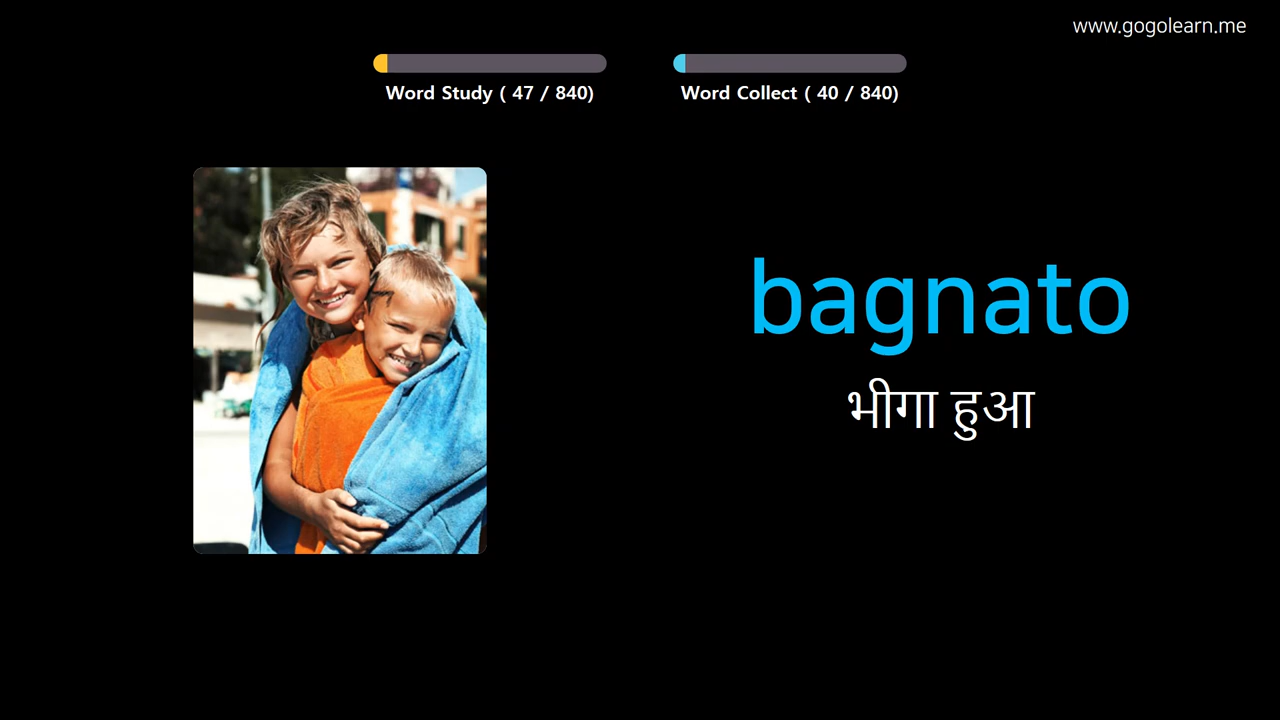 www.gogolearn.me
Word Study ( 47 / 840)
Word Collect ( 40 / 840)
bagnato
भीगा हुआ